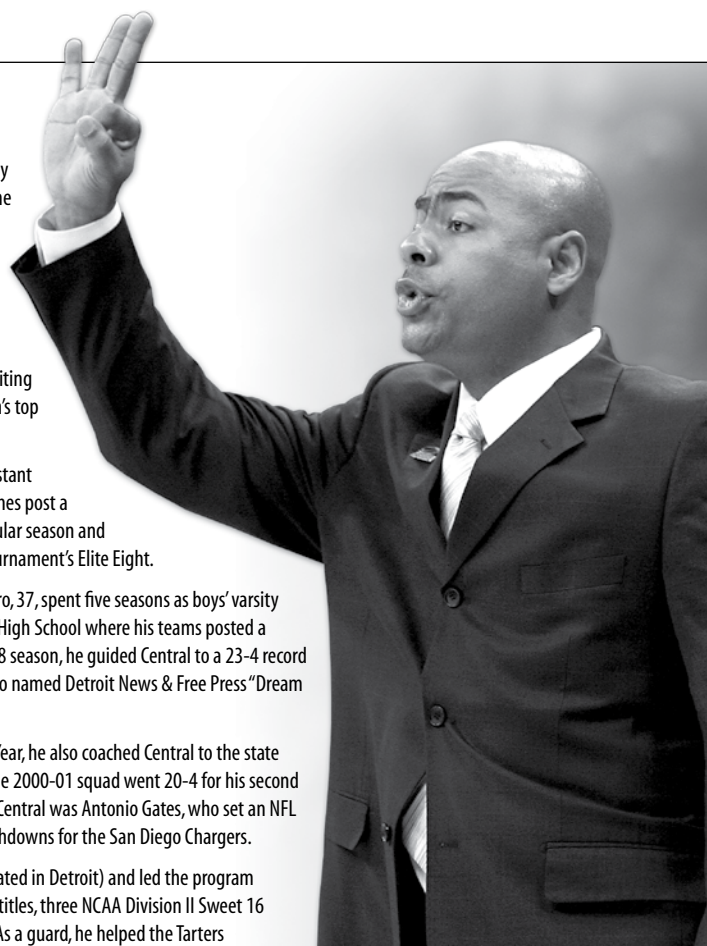 y
ne
iting
n's top
stant
nes post a
ular season and
urnament's Elite Eight.
ro, 37, spent five seasons as boys' varsity
High School where his teams posted a
8 season, he guided Central to a 23-4 record
o named Detroit News & Free Press “Dream
Year, he also coached Central to the state
e 2000-01 squad went 20-4 for his second
Central was Antonio Gates, who set an NFL
chdowns for the San Diego Chargers.
ated in Detroit) and led the program
titles, three NCAA Division II Sweet 16
As a guard, he helped the Tarters